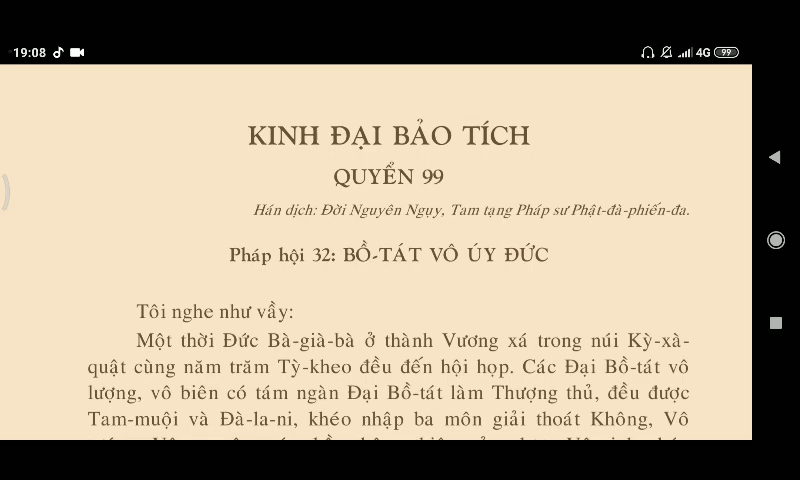 19:08
4G 99
KINH ĐẠI BẢO TÍCH
QUYỂN 99
Hán dịch: Đời Nguyên Ngụy, Tam tạng Pháp sư Phật-đà-phiến-đa.
Pháp hội 32: BỒ-TÁT VÔ ÚY ĐỨC
Tôi nghe như vầy:
Một thời Đức Bà-già-bà ở thành Vương xá trong núi Kỳ-xà-
quật cùng năm trăm Tỳ-kheo đều đến hội họp. Các Đại Bồ-tát vô
lượng, vô biên có tám ngàn Đại Bồ-tát làm Thượng thủ, đều được
Tam-muội và Đà-la-ni, khéo nhập ba môn giải thoát Không, Vô